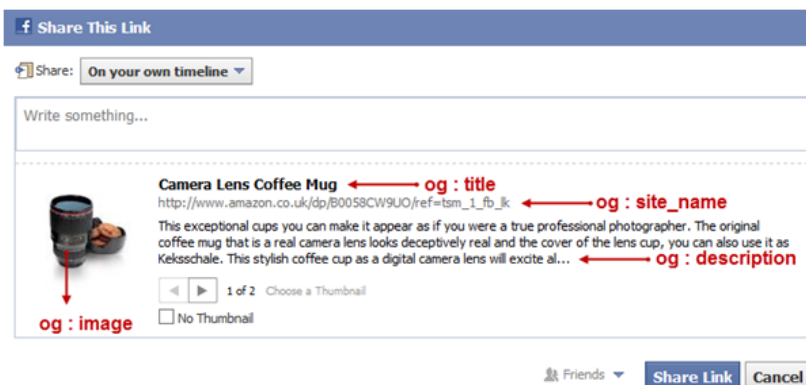 f Share This Link
Share: On your own timeline
Write something...
Camera Lens Coffee Mug og : title
http://www.amazon.co.uk/dp/B0058CW9UO/ref=tsm_1_fb_lk og : site_name
This exceptional cups you can make it appear as if you were a true professional photographer. The original
coffee mug that is a real camera lens looks deceptively real and the cover of the lens cup, you can also use it as
Keksschale. This stylish coffee cup as a digital camera lens will excite al... og : description
1 of 2 Choose a Thumbnail
No Thumbnail
og : image
Friends Share Link Cancel